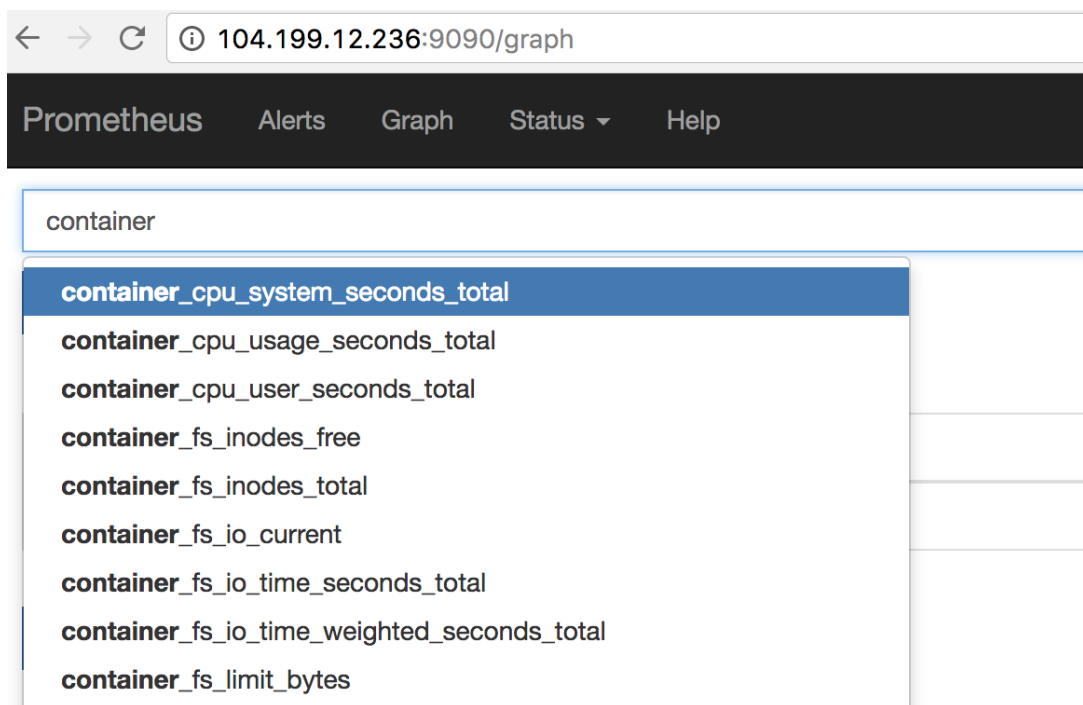 104.199.12.236:9090/graph
Prometheus Alerts Graph Status Help
container
container_cpu_system_seconds_total
container_cpu_usage_seconds_total
container_cpu_user_seconds_total
container_fs_inodes_free
container_fs_inodes_total
container_fs_io_current
container_fs_io_time_seconds_total
container_fs_io_time_weighted_seconds_total
container_fs_limit_bytes